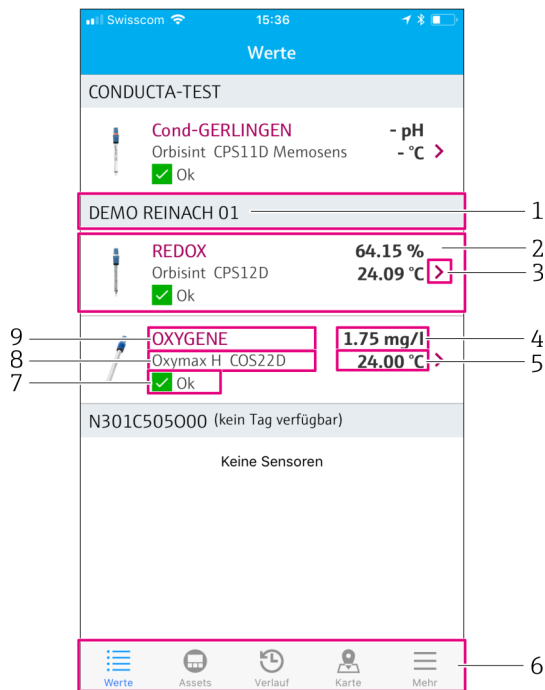 Swisscom 15:36
Werte
CONDUCTA-TEST
Cond-GERLINGEN - pH
Orbisint CPS11D Memosens - °C
Ok
DEMO REINACH 01 1
REDOX 64.15 % 2
Orbisint CPS12D 24.09 °C 3
Ok
9 OXYGENE 1.75 mg/l 4
8 Oxymax H COS22D 24.00 °C 5
7 Ok
N301C505O00 (kein Tag verfügbar)
Keine Sensoren
Werte Assets Verlauf Karte Mehr 6